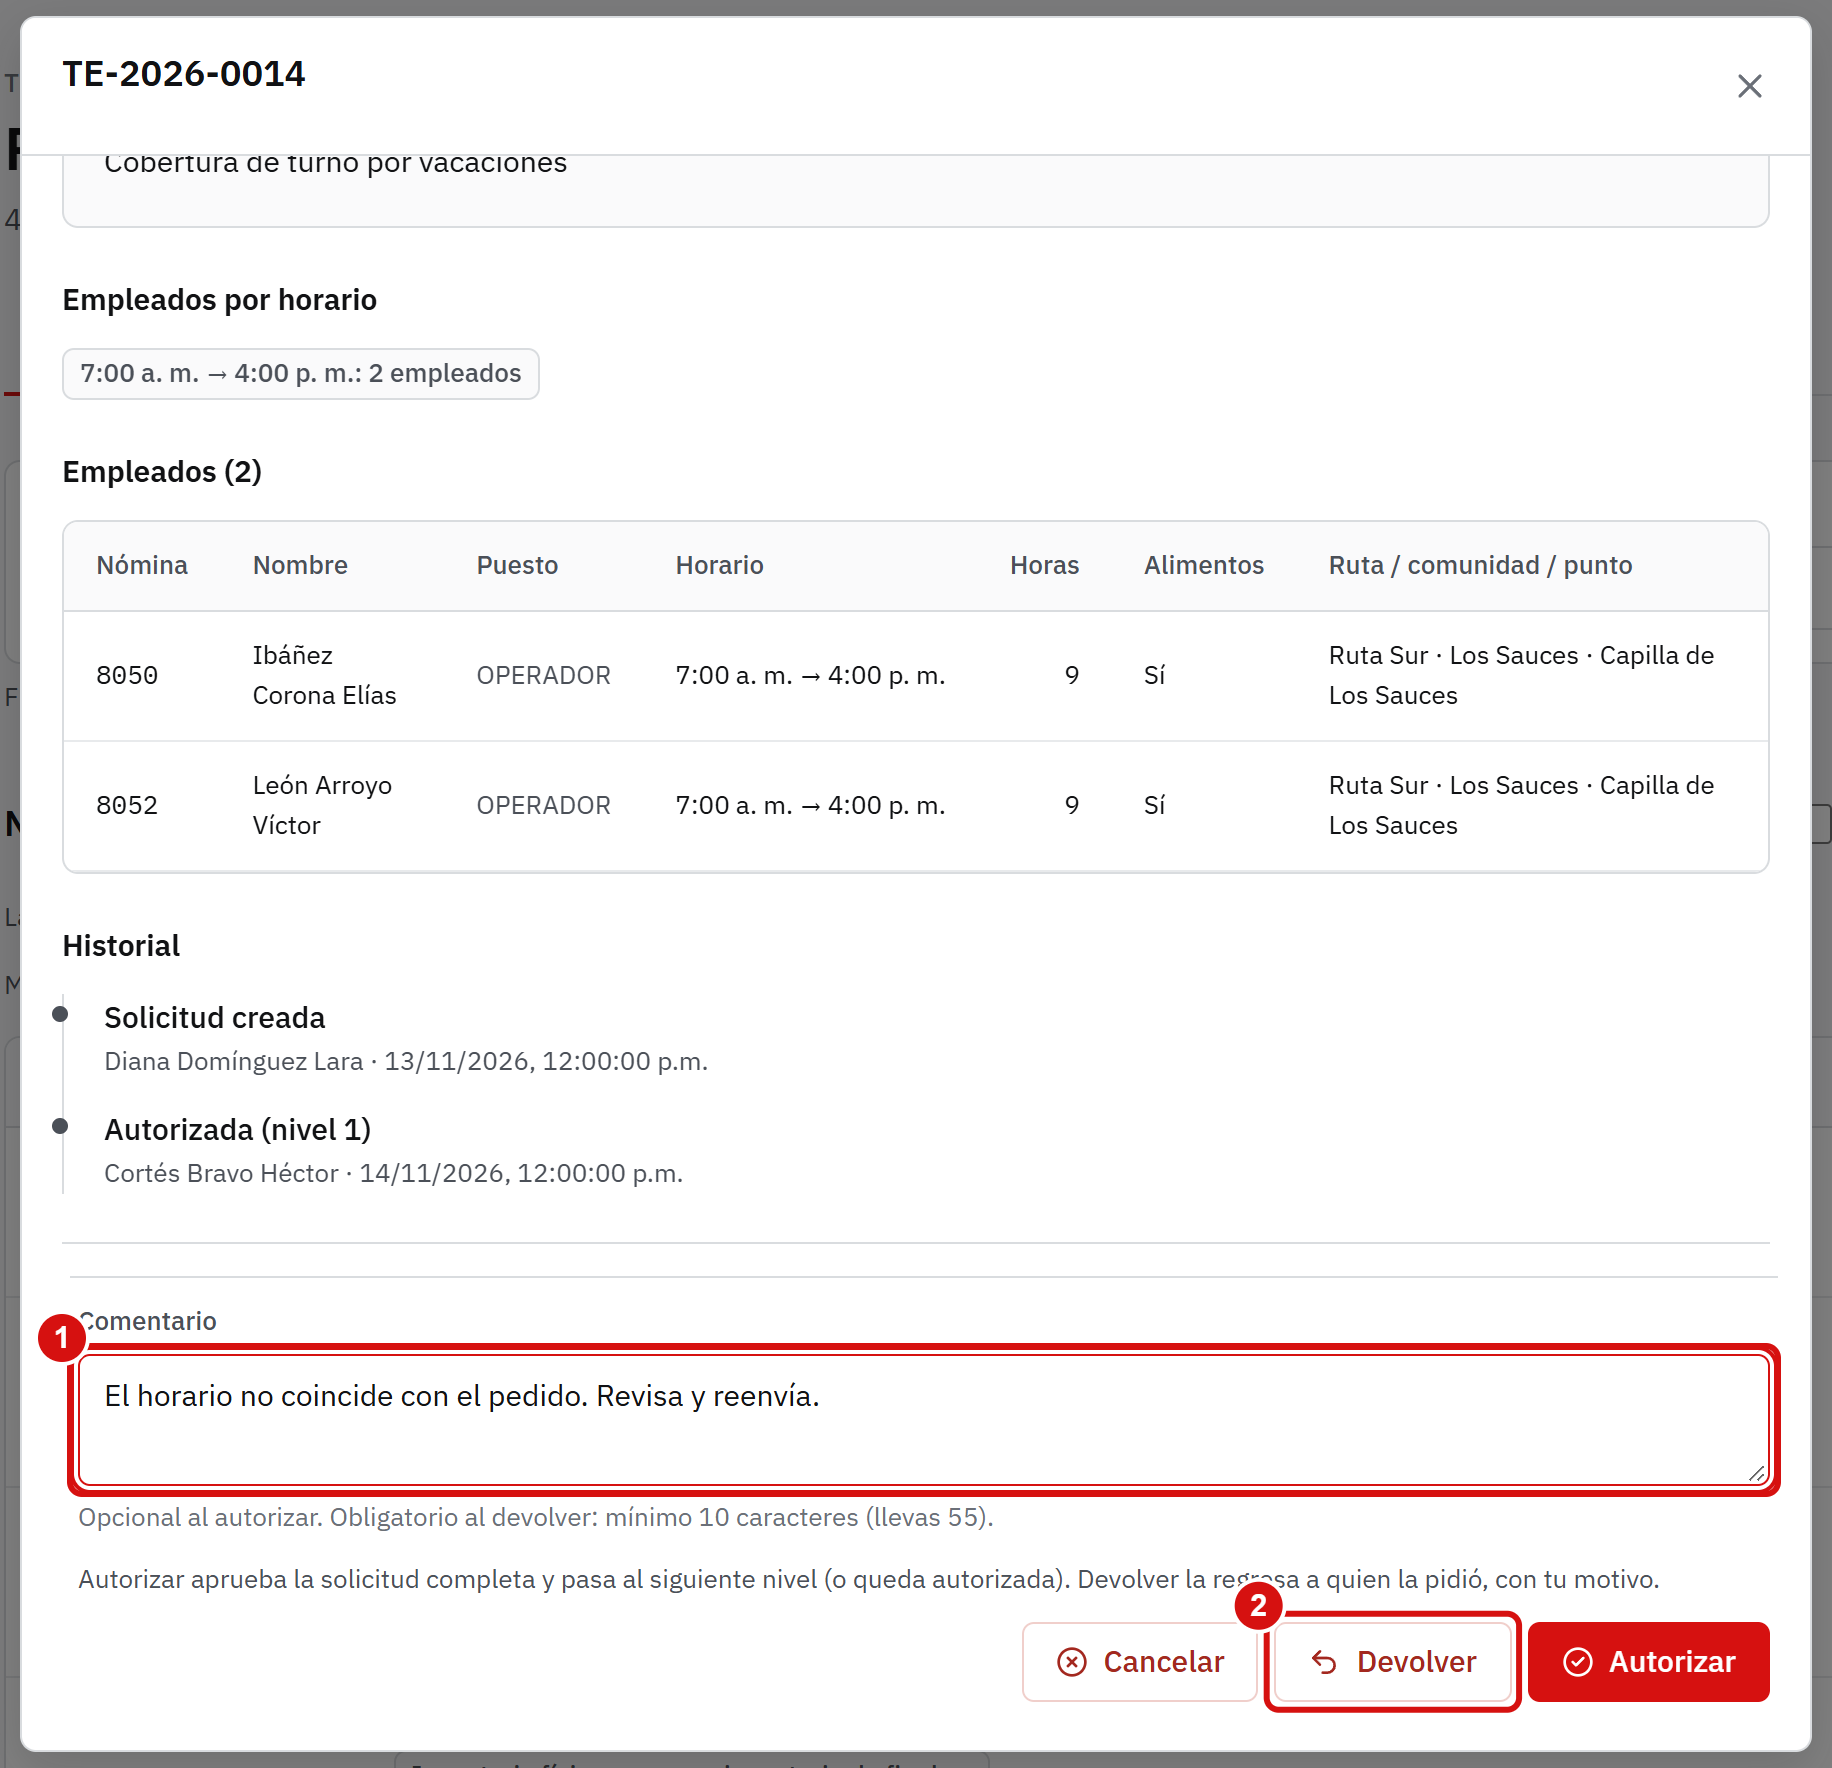 TE-2026-0014
Cobertura de turno por vacaciones
Empleados por horario
7:00 a. m. → 4:00 p. m.: 2 empleados
Empleados (2)
Nómina Nombre Puesto Horario Horas Alimentos Ruta / comunidad / punto
8050 Ibáñez Corona Elías OPERADOR 7:00 a. m. → 4:00 p. m. 9 Sí Ruta Sur · Los Sauces · Capilla de Los Sauces
8052 León Arroyo Víctor OPERADOR 7:00 a. m. → 4:00 p. m. 9 Sí Ruta Sur · Los Sauces · Capilla de Los Sauces
Historial
Solicitud creada
Diana Domínguez Lara · 13/11/2026, 12:00:00 p.m.
Autorizada (nivel 1)
Cortés Bravo Héctor · 14/11/2026, 12:00:00 p.m.
Comentario
1
El horario no coincide con el pedido. Revisa y reenvía.
Opcional al autorizar. Obligatorio al devolver: mínimo 10 caracteres (llevas 55).
Autorizar aprueba la solicitud completa y pasa al siguiente nivel (o queda autorizada). Devolver la regresa a quien la pidió, con tu motivo.
2
Cancelar Devolver Autorizar